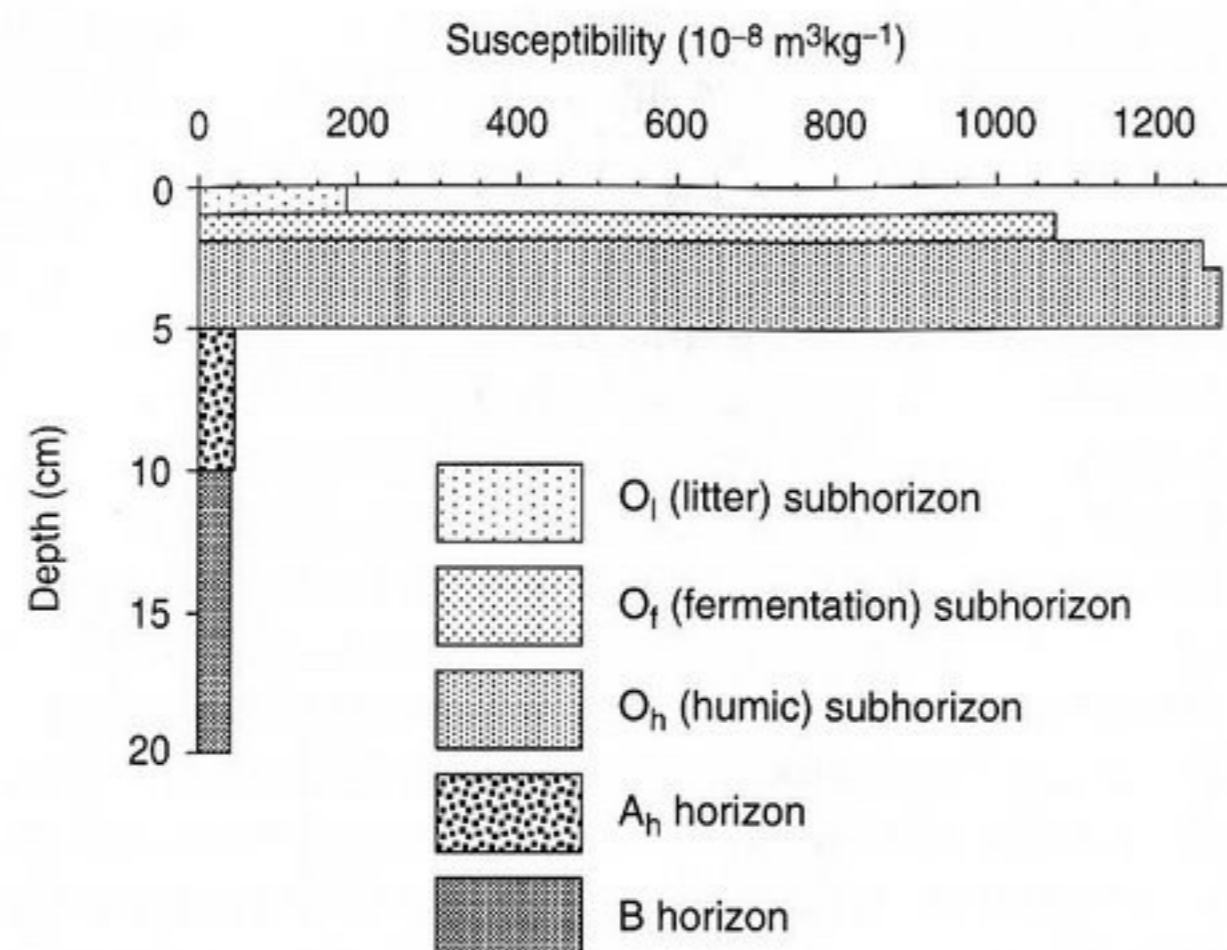 Susceptibility (10⁻⁸ m³kg⁻¹)
0 200 400 600 800 1000 1200
0
5
10
15
20
Depth (cm)
Oₗ (litter) subhorizon
O_f (fermentation) subhorizon
Oₕ (humic) subhorizon
Aₕ horizon
B horizon